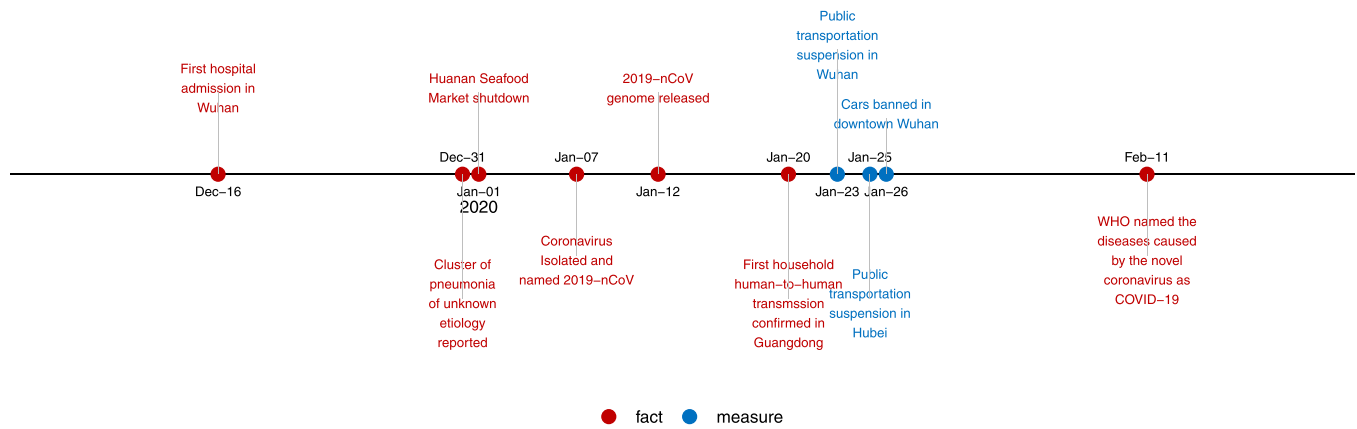 Public
transportation
suspension in
Wuhan
First hospital
admission in
Wuhan
Huanan Seafood
Market shutdown
2019−nCoV
genome released
Cars banned in
downtown Wuhan
Dec−31
Jan−07
Jan−20
Jan−25
Feb−11
Dec−16
Jan−01
2020
Jan−12
Jan−23
Jan−26
Cluster of
pneumonia
of unknown
etiology
reported
Coronavirus
Isolated and
named 2019−nCoV
First household
human−to−human
transmssion
confirmed in
Guangdong
Public
transportation
suspension in
Hubei
WHO named the
diseases caused
by the novel
coronavirus as
COVID−19
fact
measure